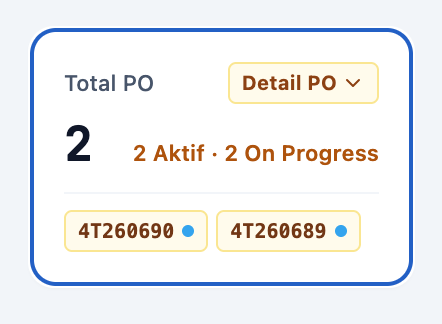 Total PO
Detail PO
2
2 Aktif · 2 On Progress
4T260690
4T260689